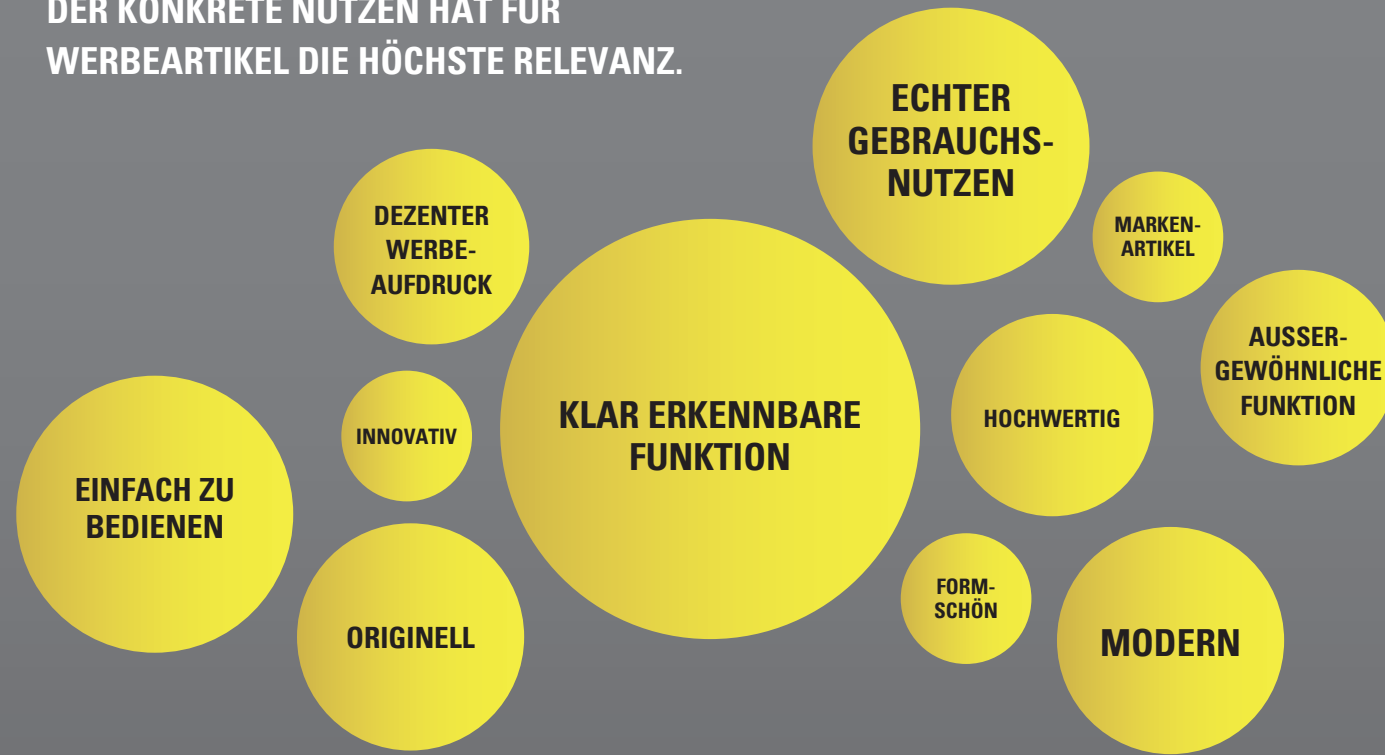 DER KONKRETE NUTZEN HAT FÜR
WERBEARTIKEL DIE HÖCHSTE RELEVANZ.
ECHTER
GEBRAUCHS-
NUTZEN
DEZENTER
WERBE-
AUFDRUCK
MARKEN-
ARTIKEL
AUSSER-
GEWÖHNLICHE
FUNKTION
KLAR ERKENNBARE
FUNKTION
HOCHWERTIG
INNOVATIV
EINFACH ZU
BEDIENEN
FORM-
SCHÖN
ORIGINELL
MODERN